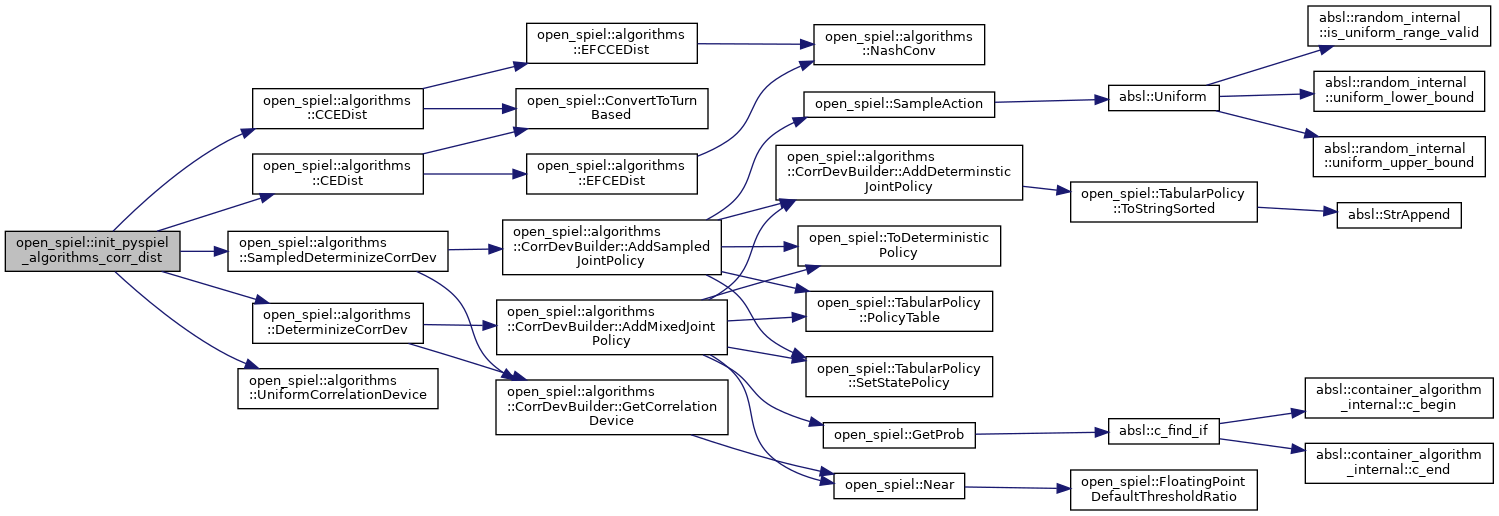 open_spiel::init_pyspiel
_algorithms_corr_dist
open_spiel::algorithms
::CCEDist
open_spiel::algorithms
::CEDist
open_spiel::algorithms
::SampledDeterminizeCorrDev
open_spiel::algorithms
::DeterminizeCorrDev
open_spiel::algorithms
::UniformCorrelationDevice
open_spiel::algorithms
::EFCCEDist
open_spiel::ConvertToTurn
Based
open_spiel::algorithms
::EFCEDist
open_spiel::algorithms
::CorrDevBuilder::AddSampled
JointPolicy
open_spiel::algorithms
::CorrDevBuilder::AddMixedJoint
Policy
open_spiel::algorithms
::CorrDevBuilder::GetCorrelation
Device
open_spiel::algorithms
::NashConv
open_spiel::SampleAction
open_spiel::algorithms
::CorrDevBuilder::AddDeterminstic
JointPolicy
open_spiel::ToDeterministic
Policy
open_spiel::TabularPolicy
::PolicyTable
open_spiel::TabularPolicy
::SetStatePolicy
open_spiel::GetProb
open_spiel::Near
absl::Uniform
open_spiel::TabularPolicy
::ToStringSorted
absl::c_find_if
open_spiel::FloatingPoint
DefaultThresholdRatio
absl::random_internal
::is_uniform_range_valid
absl::random_internal
::uniform_lower_bound
absl::random_internal
::uniform_upper_bound
absl::StrAppend
absl::container_algorithm
_internal::c_begin
absl::container_algorithm
_internal::c_end